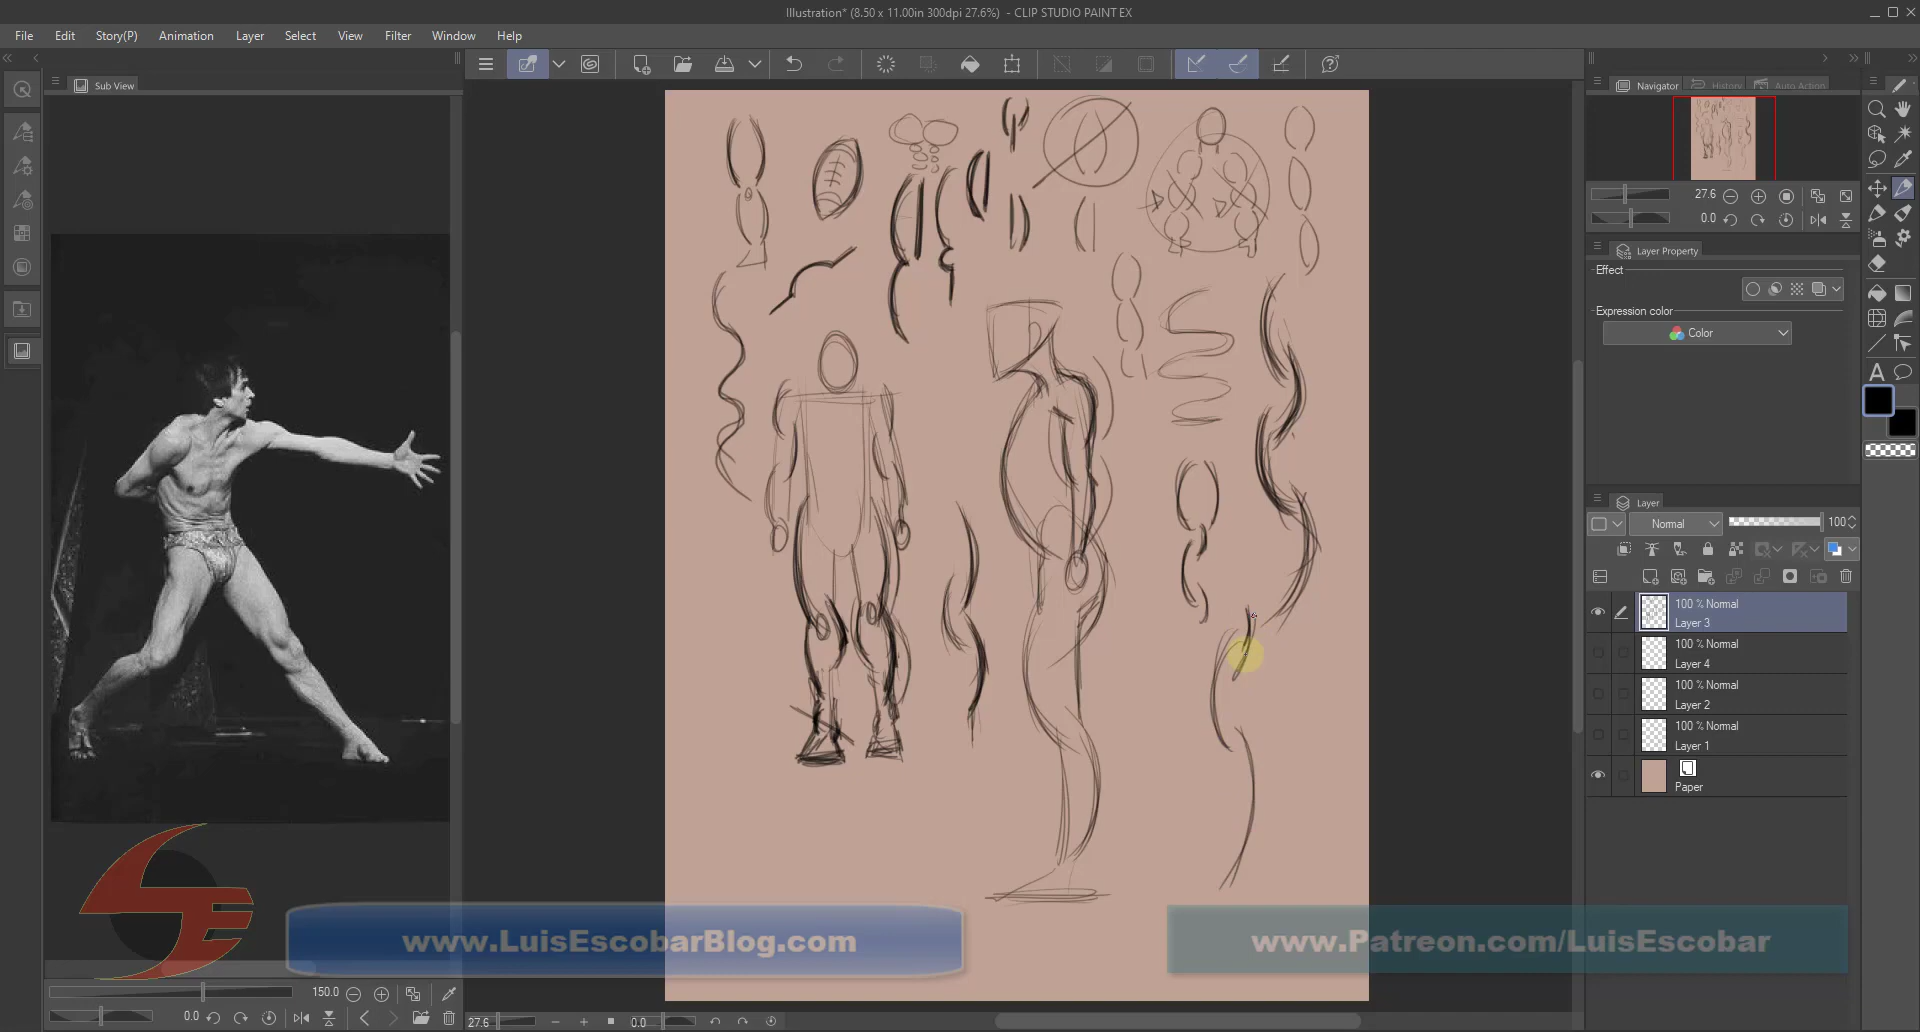 Illustration* (8.50 x 11.00in 300dpi 27.6%) - CLIP STUDIO PAINT EX
File Edit Story(P) Animation Layer Select View Filter Window Help
Sub View
Navigator History Auto Action
27.6
0.0
Layer Property
Effect
Expression color
Color
Layer
Normal 100
100 % Normal
Layer 3
100 % Normal
Layer 4
100 % Normal
Layer 2
100 % Normal
Layer 1
Paper
www.LuisEscobarBlog.com
www.Patreon.com/LuisEscobar
150.0
0.0
27.6 0.0